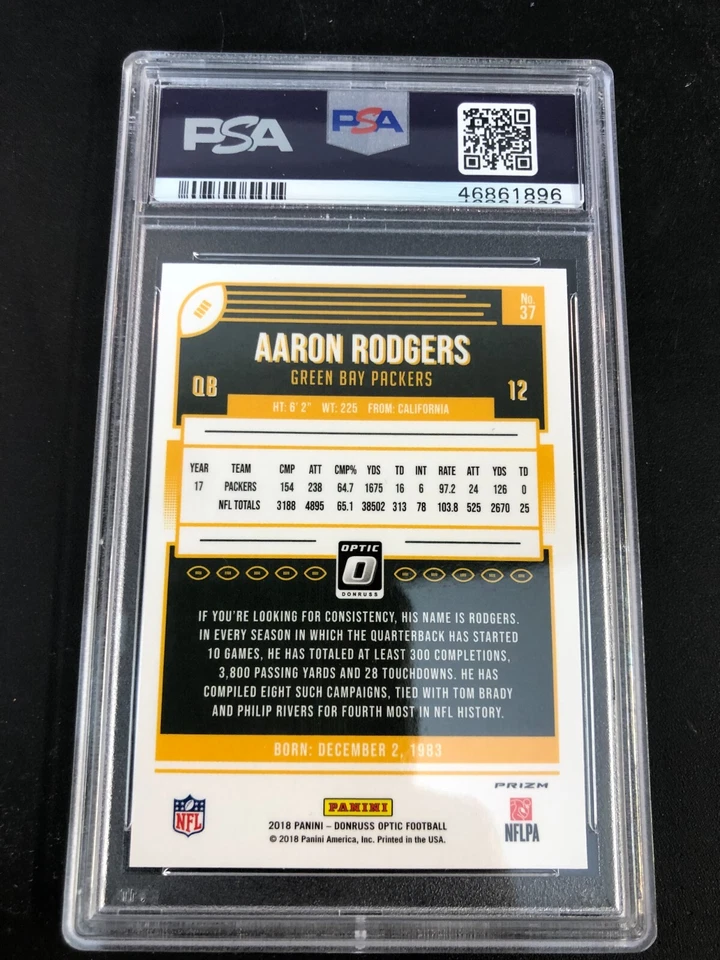 PSA PSA
46861896
No.
37
AARON RODGERS
GREEN BAY PACKERS
QB 12
HT: 6' 2" WT: 225 FROM: CALIFORNIA
YEAR TEAM CMP ATT CMP% YDS TD INT RATE ATT YDS TD
17 PACKERS 154 238 64.7 1675 16 6 97.2 24 126 0
NFL TOTALS 3188 4895 65.1 38502 313 78 103.8 525 2670 25
OPTIC
O
DONRUSS
IF YOU'RE LOOKING FOR CONSISTENCY, HIS NAME IS RODGERS.
IN EVERY SEASON IN WHICH THE QUARTERBACK HAS STARTED
10 GAMES, HE HAS TOTALED AT LEAST 300 COMPLETIONS,
3,800 PASSING YARDS AND 28 TOUCHDOWNS. HE HAS
COMPILED EIGHT SUCH CAMPAIGNS, TIED WITH TOM BRADY
AND PHILIP RIVERS FOR FOURTH MOST IN NFL HISTORY.
BORN: DECEMBER 2, 1983
PRIZM
NFL
PANINI
NFLPA
2018 PANINI – DONRUSS OPTIC FOOTBALL
© 2018 Panini America, Inc. Printed in the USA.